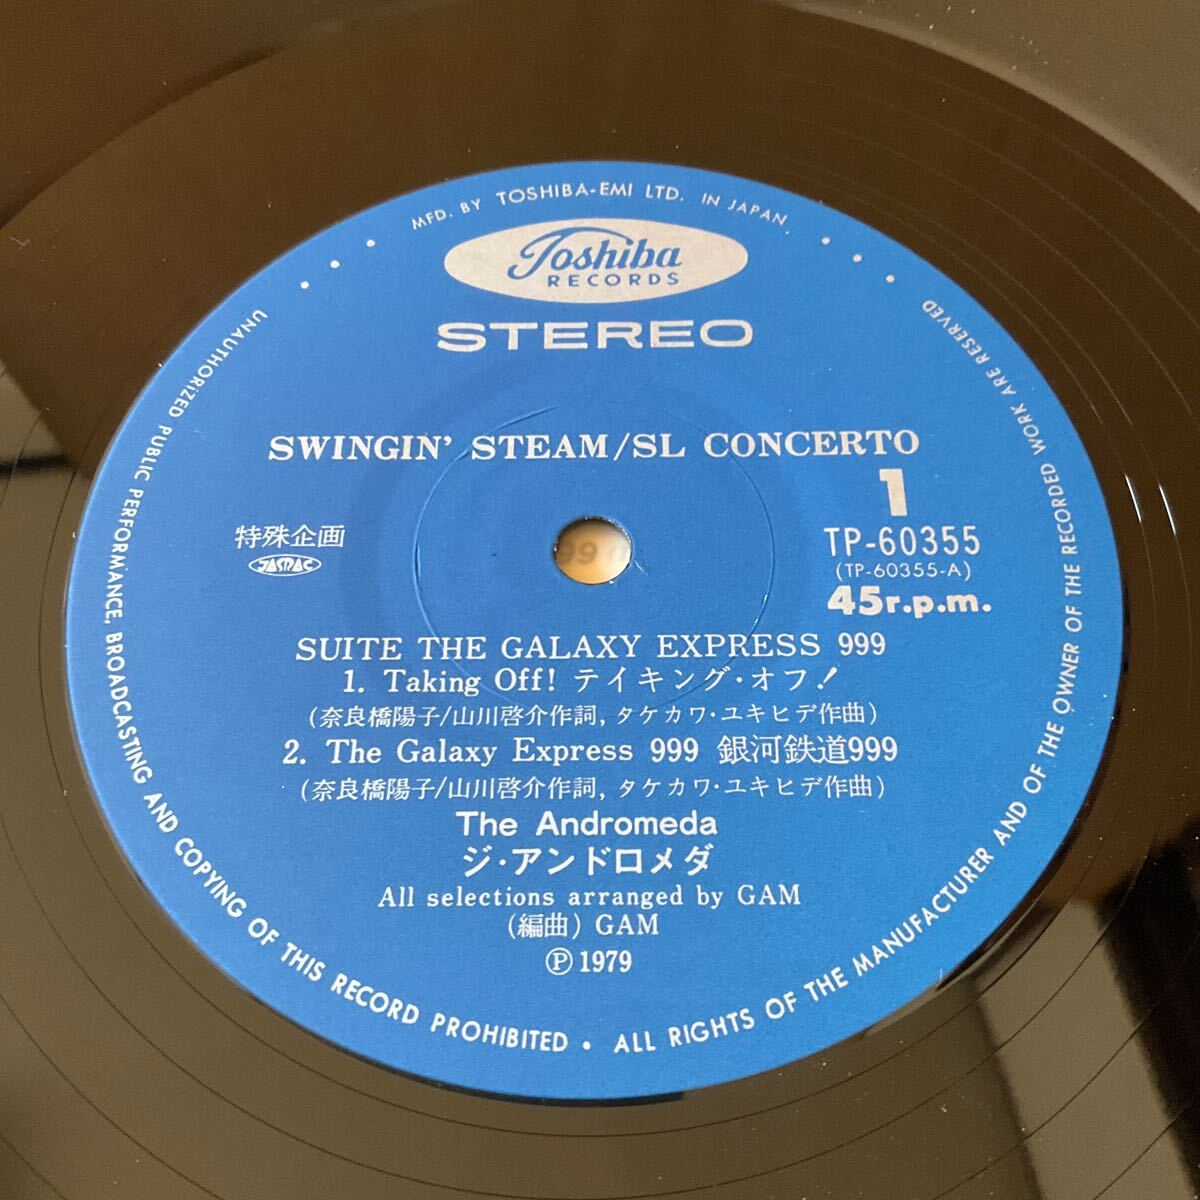 MFD. BY TOSHIBA-EMI LTD. IN JAPAN
Toshiba
RECORDS
STEREO
SWINGIN' STEAM/SL CONCERTO
1
特殊企画
JASRAC
TP-60355
(TP-60355-A)
45r.p.m.
SUITE THE GALAXY EXPRESS 999
1. Taking Off! テイキング・オフ!
(奈良橋陽子/山川啓介作詞, タケカワ・ユキヒデ作曲)
2. The Galaxy Express 999 銀河鉄道999
(奈良橋陽子/山川啓介作詞, タケカワ・ユキヒデ作曲)
The Andromeda
ジ・アンドロメダ
All selections arranged by GAM
(編曲) GAM
Ⓟ 1979
UNAUTHORIZED PUBLIC PERFORMANCE, BROADCASTING AND COPYING OF THIS RECORD PROHIBITED • ALL RIGHTS OF THE MANUFACTURER AND OF THE OWNER OF THE RECORDED WORK ARE RESERVED